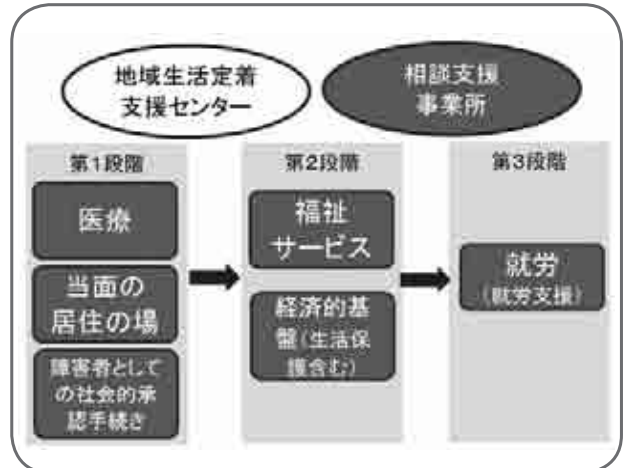 地域生活定着
支援センター
相談支援
事業所
第1段階
医療
当面の
居住の場
障害者として
の社会的承
認手続き
第2段階
福祉
サービス
経済的基
盤(生活保
護含む)
第3段階
就労
(就労支援)